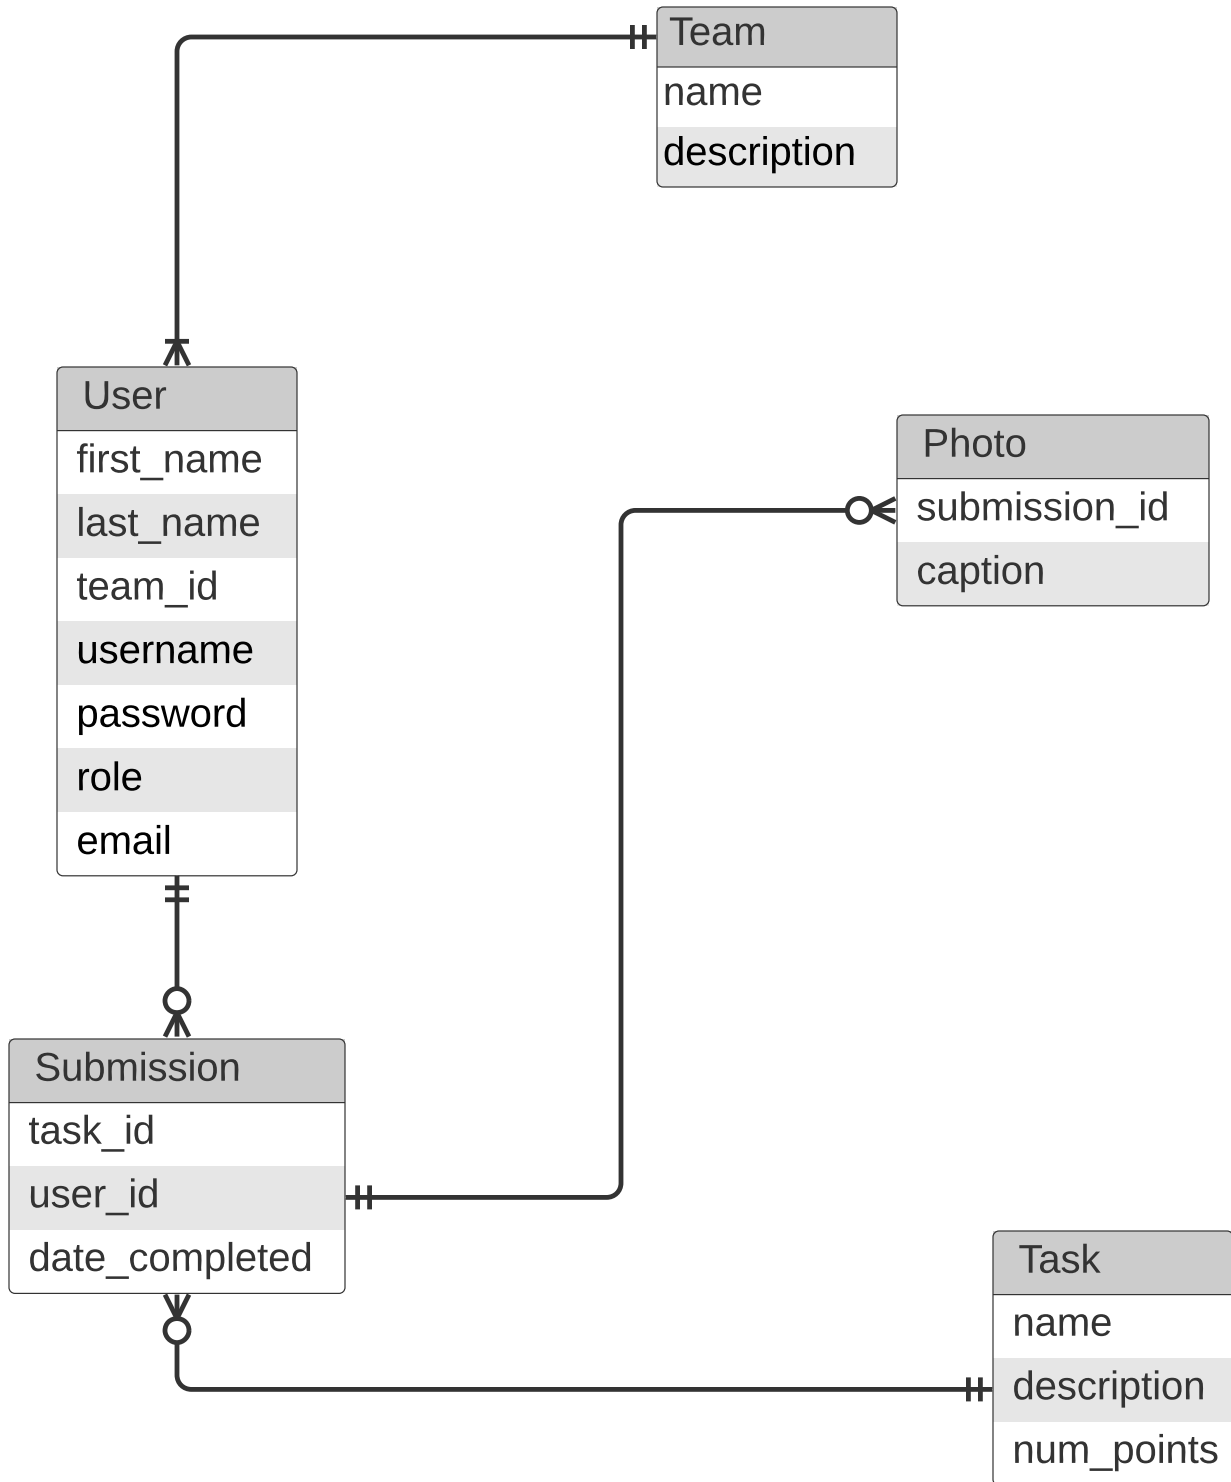 Team
name
description
User
first_name
last_name
team_id
username
password
role
email
Photo
submission_id
caption
Submission
task_id
user_id
date_completed
Task
name
description
num_points